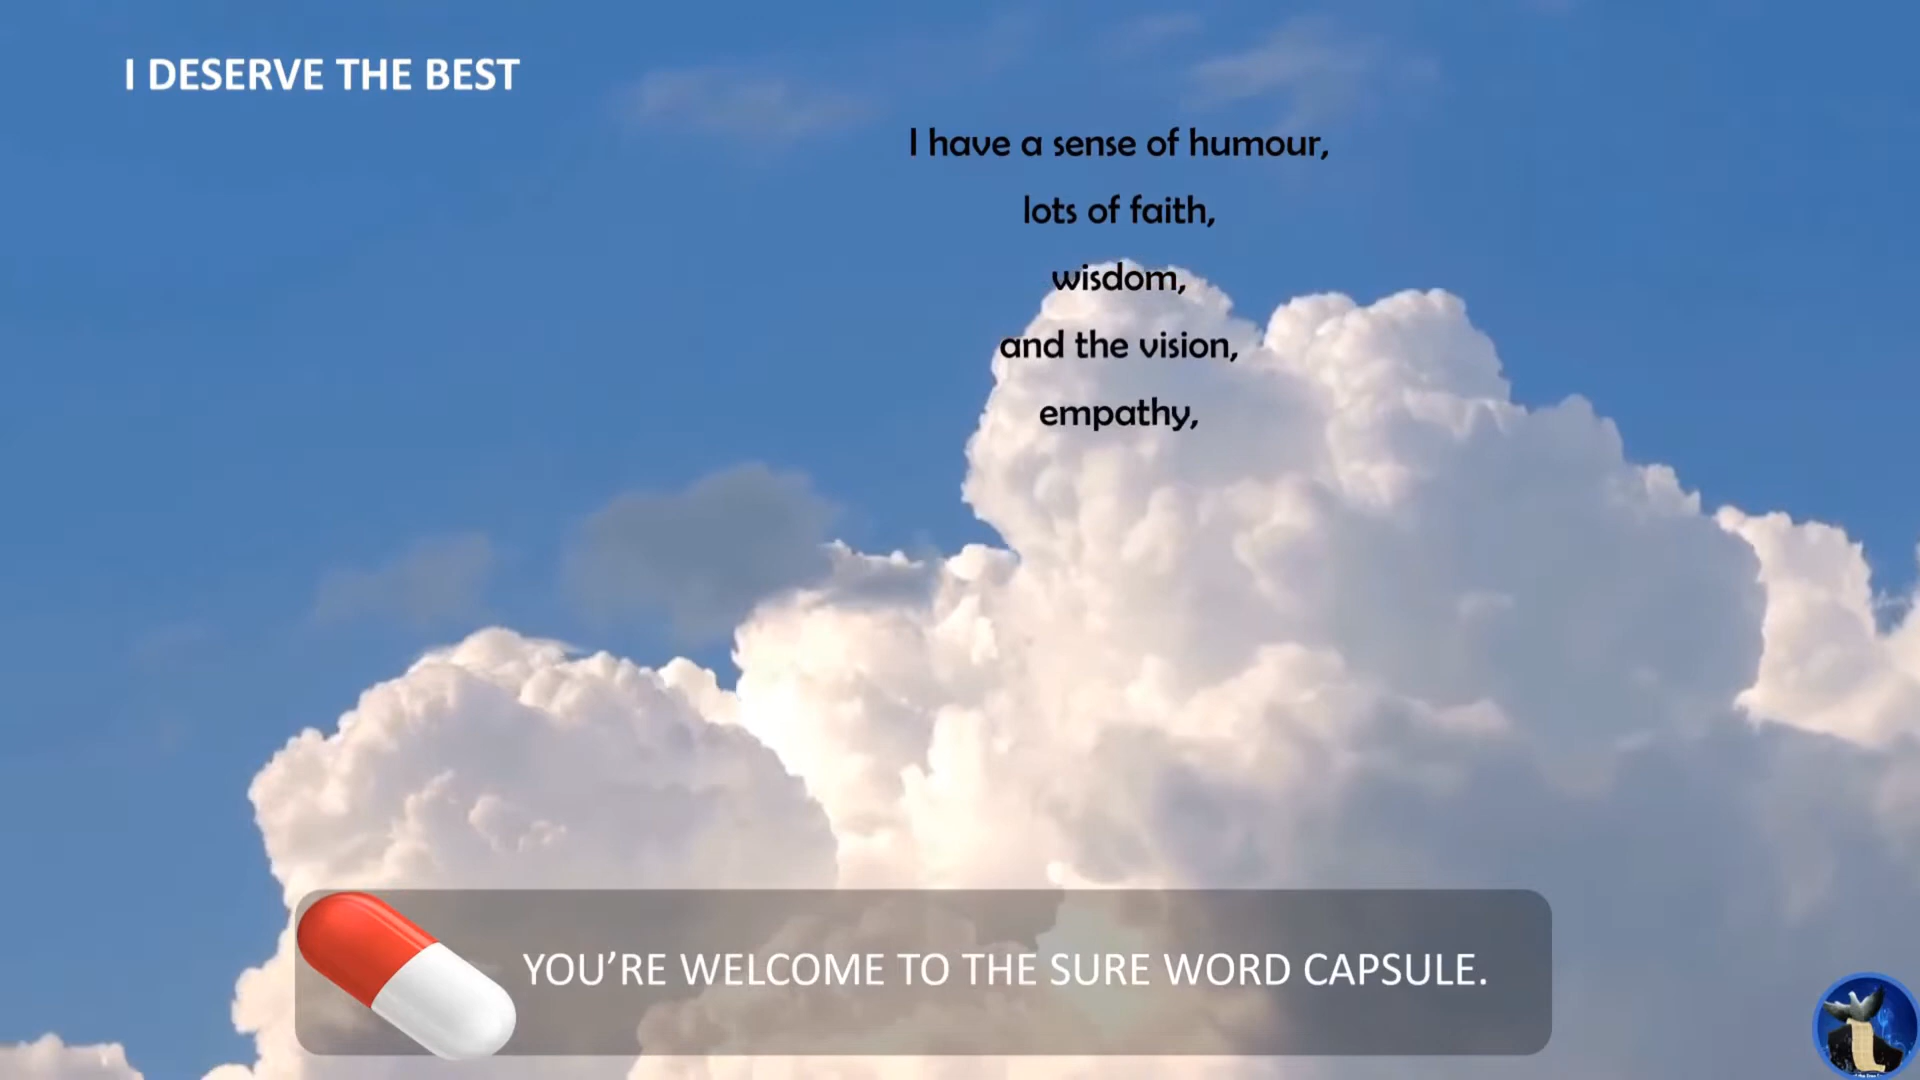 I DESERVE THE BEST
I have a sense of humour,
lots of faith,
wisdom,
and the vision,
empathy,
YOU’RE WELCOME TO THE SURE WORD CAPSULE.